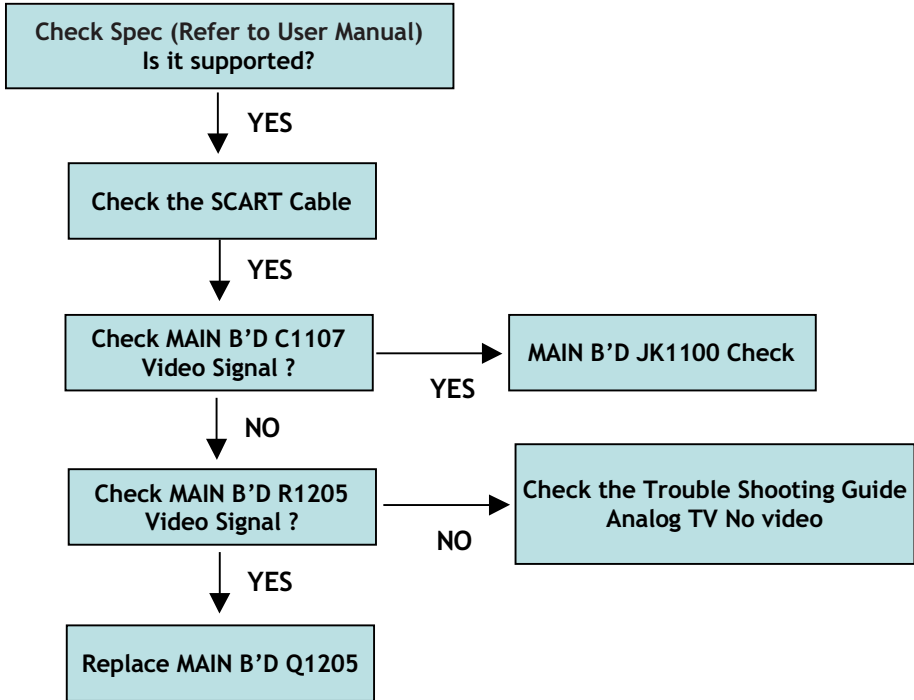 Check Spec (Refer to User Manual)
Is it supported?
YES
Check the SCART Cable
YES
Check MAIN B’D C1107
Video Signal ?
YES
MAIN B’D JK1100 Check
NO
Check MAIN B’D R1205
Video Signal ?
NO
Check the Trouble Shooting Guide
Analog TV No video
YES
Replace MAIN B’D Q1205